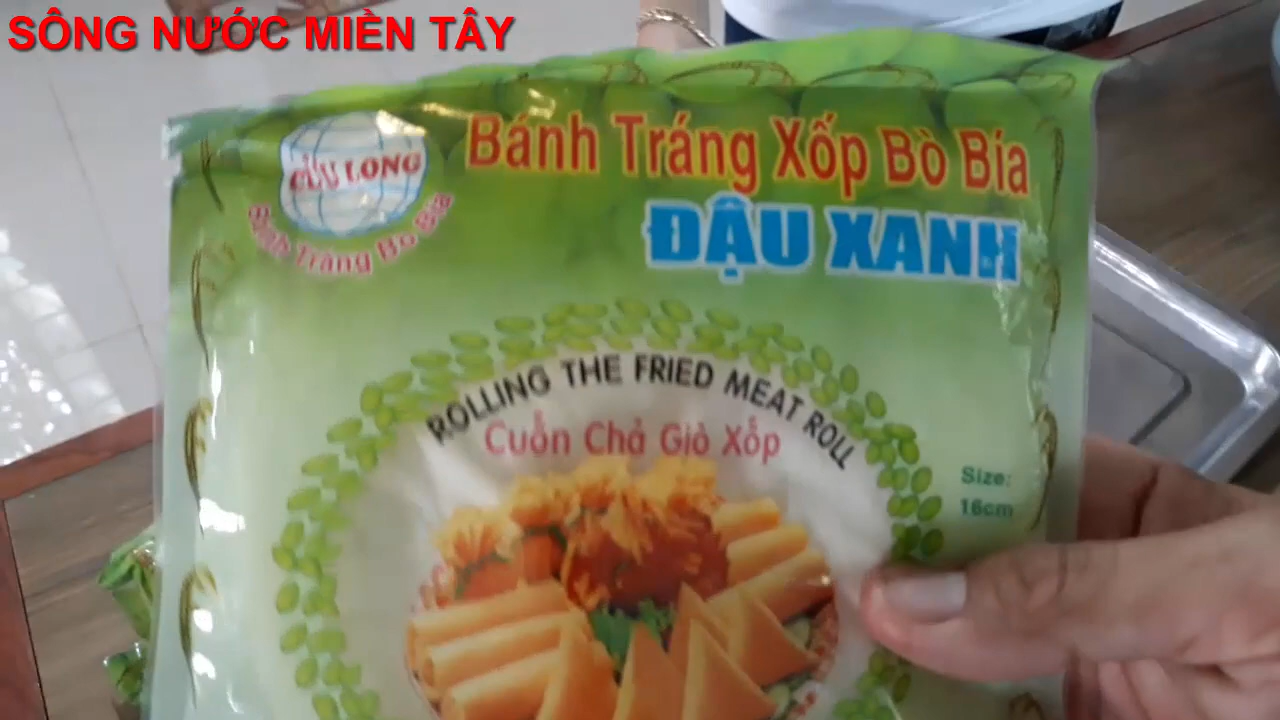 SÔNG NƯỚC MIỀN TÂY
CỬU LONG
Bánh Tráng Bò Bía
Bánh Tráng Xốp Bò Bía
ĐẬU XANH
ROLLING THE FRIED MEAT ROLL
Cuốn Chả Giò Xốp
Size:
16cm